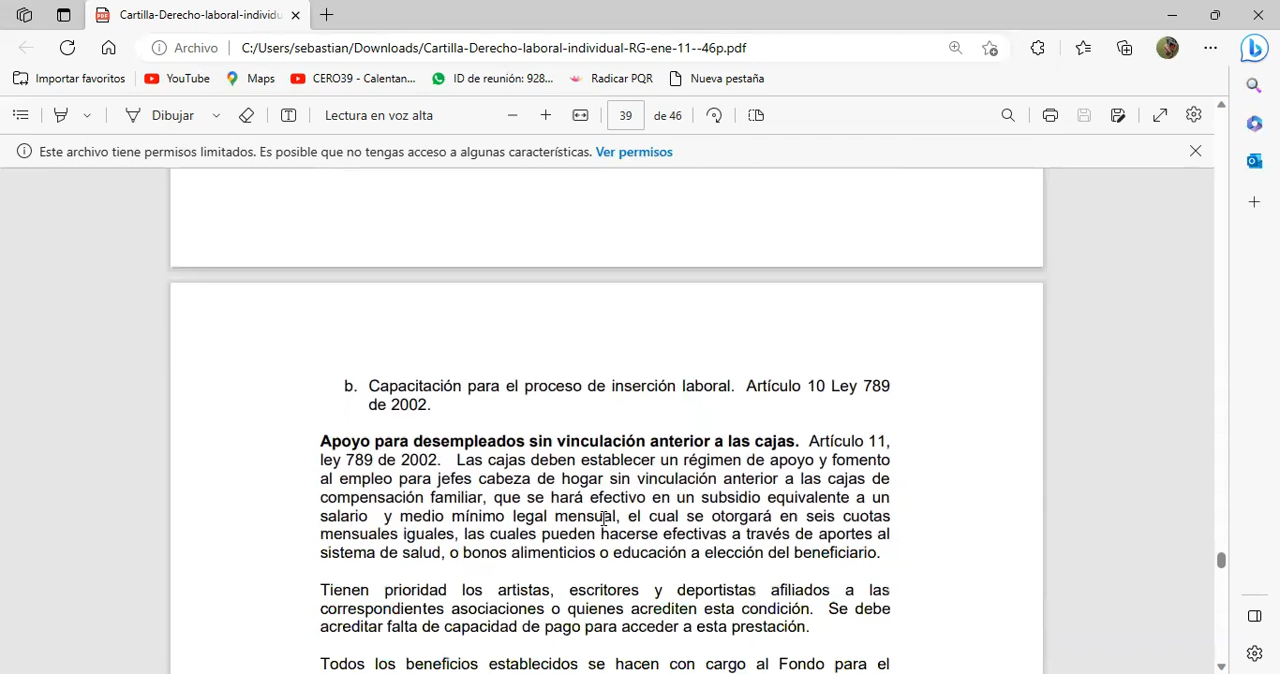 Cartilla-Derecho-laboral-individu
Archivo
C:/Users/sebastian/Downloads/Cartilla-Derecho-laboral-individual-RG-ene-11--46p.pdf
Importar favoritos
YouTube
Maps
CERO39 - Calentan...
ID de reunión: 928...
Radicar PQR
Nueva pestaña
Dibujar
Lectura en voz alta
39
de 46
Este archivo tiene permisos limitados. Es posible que no tengas acceso a algunas características. Ver permisos
b. Capacitación para el proceso de inserción laboral. Artículo 10 Ley 789
de 2002.
Apoyo para desempleados sin vinculación anterior a las cajas. Artículo 11,
ley 789 de 2002. Las cajas deben establecer un régimen de apoyo y fomento
al empleo para jefes cabeza de hogar sin vinculación anterior a las cajas de
compensación familiar, que se hará efectivo en un subsidio equivalente a un
salario y medio mínimo legal mensual, el cual se otorgará en seis cuotas
mensuales iguales, las cuales pueden hacerse efectivas a través de aportes al
sistema de salud, o bonos alimenticios o educación a elección del beneficiario.
Tienen prioridad los artistas, escritores y deportistas afiliados a las
correspondientes asociaciones o quienes acrediten esta condición. Se debe
acreditar falta de capacidad de pago para acceder a esta prestación.
Todos los beneficios establecidos se hacen con cargo al Fondo para el